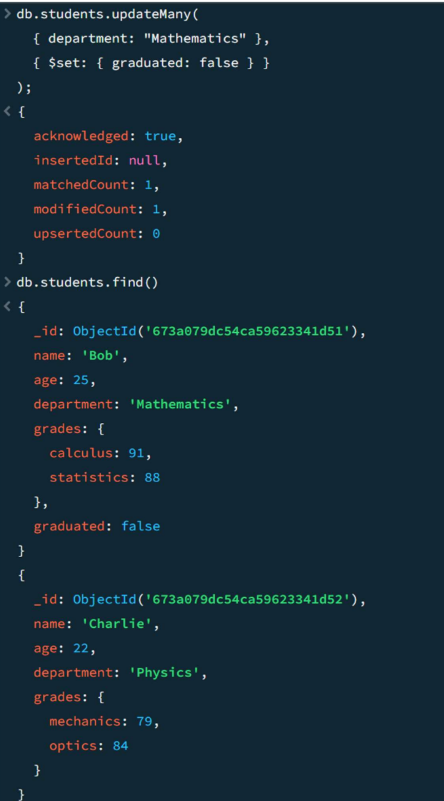 > db.students.updateMany(
    { department: "Mathematics" },
    { $set: { graduated: false } }
  );
< {
    acknowledged: true,
    insertedId: null,
    matchedCount: 1,
    modifiedCount: 1,
    upsertedCount: 0
  }
> db.students.find()
< {
    _id: ObjectId('673a079dc54ca59623341d51'),
    name: 'Bob',
    age: 25,
    department: 'Mathematics',
    grades: {
      calculus: 91,
      statistics: 88
    },
    graduated: false
  }
  {
    _id: ObjectId('673a079dc54ca59623341d52'),
    name: 'Charlie',
    age: 22,
    department: 'Physics',
    grades: {
      mechanics: 79,
      optics: 84
    }
  }